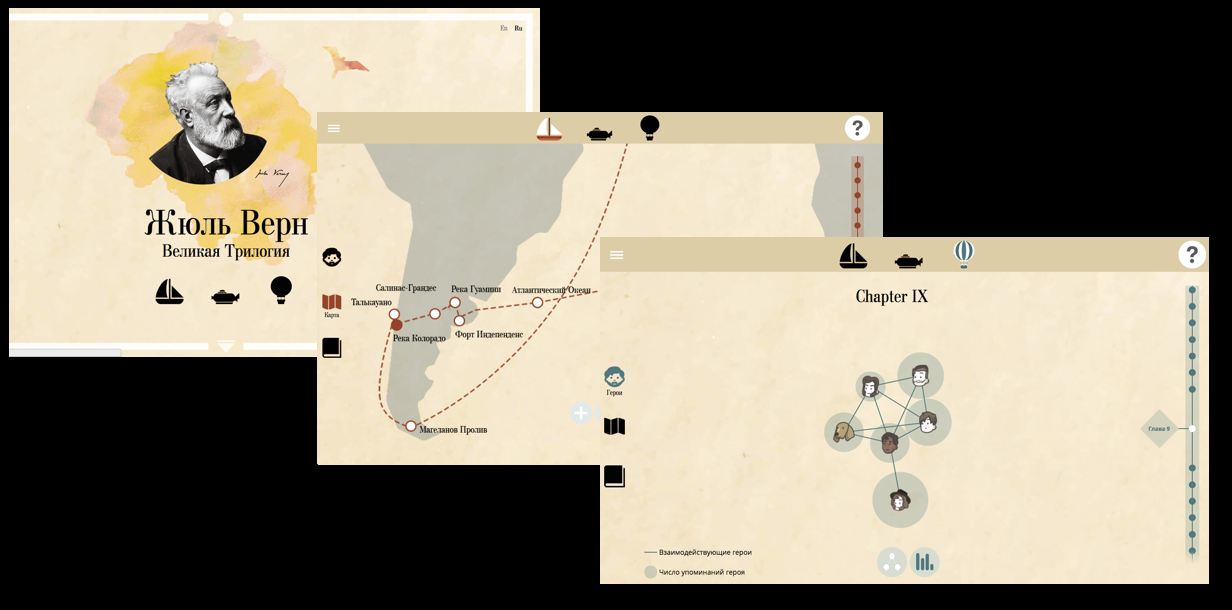 En Ru
Jules Verne
Жюль Верн
Великая Трилогия
?
Салинас-Грандес
Река Гуамини
Атлантический Океан
Талькауано
Карта
Река Колорадо
Форт Индепенденс
Магеланов Пролив
?
Chapter IX
Герои
Глава 9
Взаимодействующие герои
Число упоминаний героя